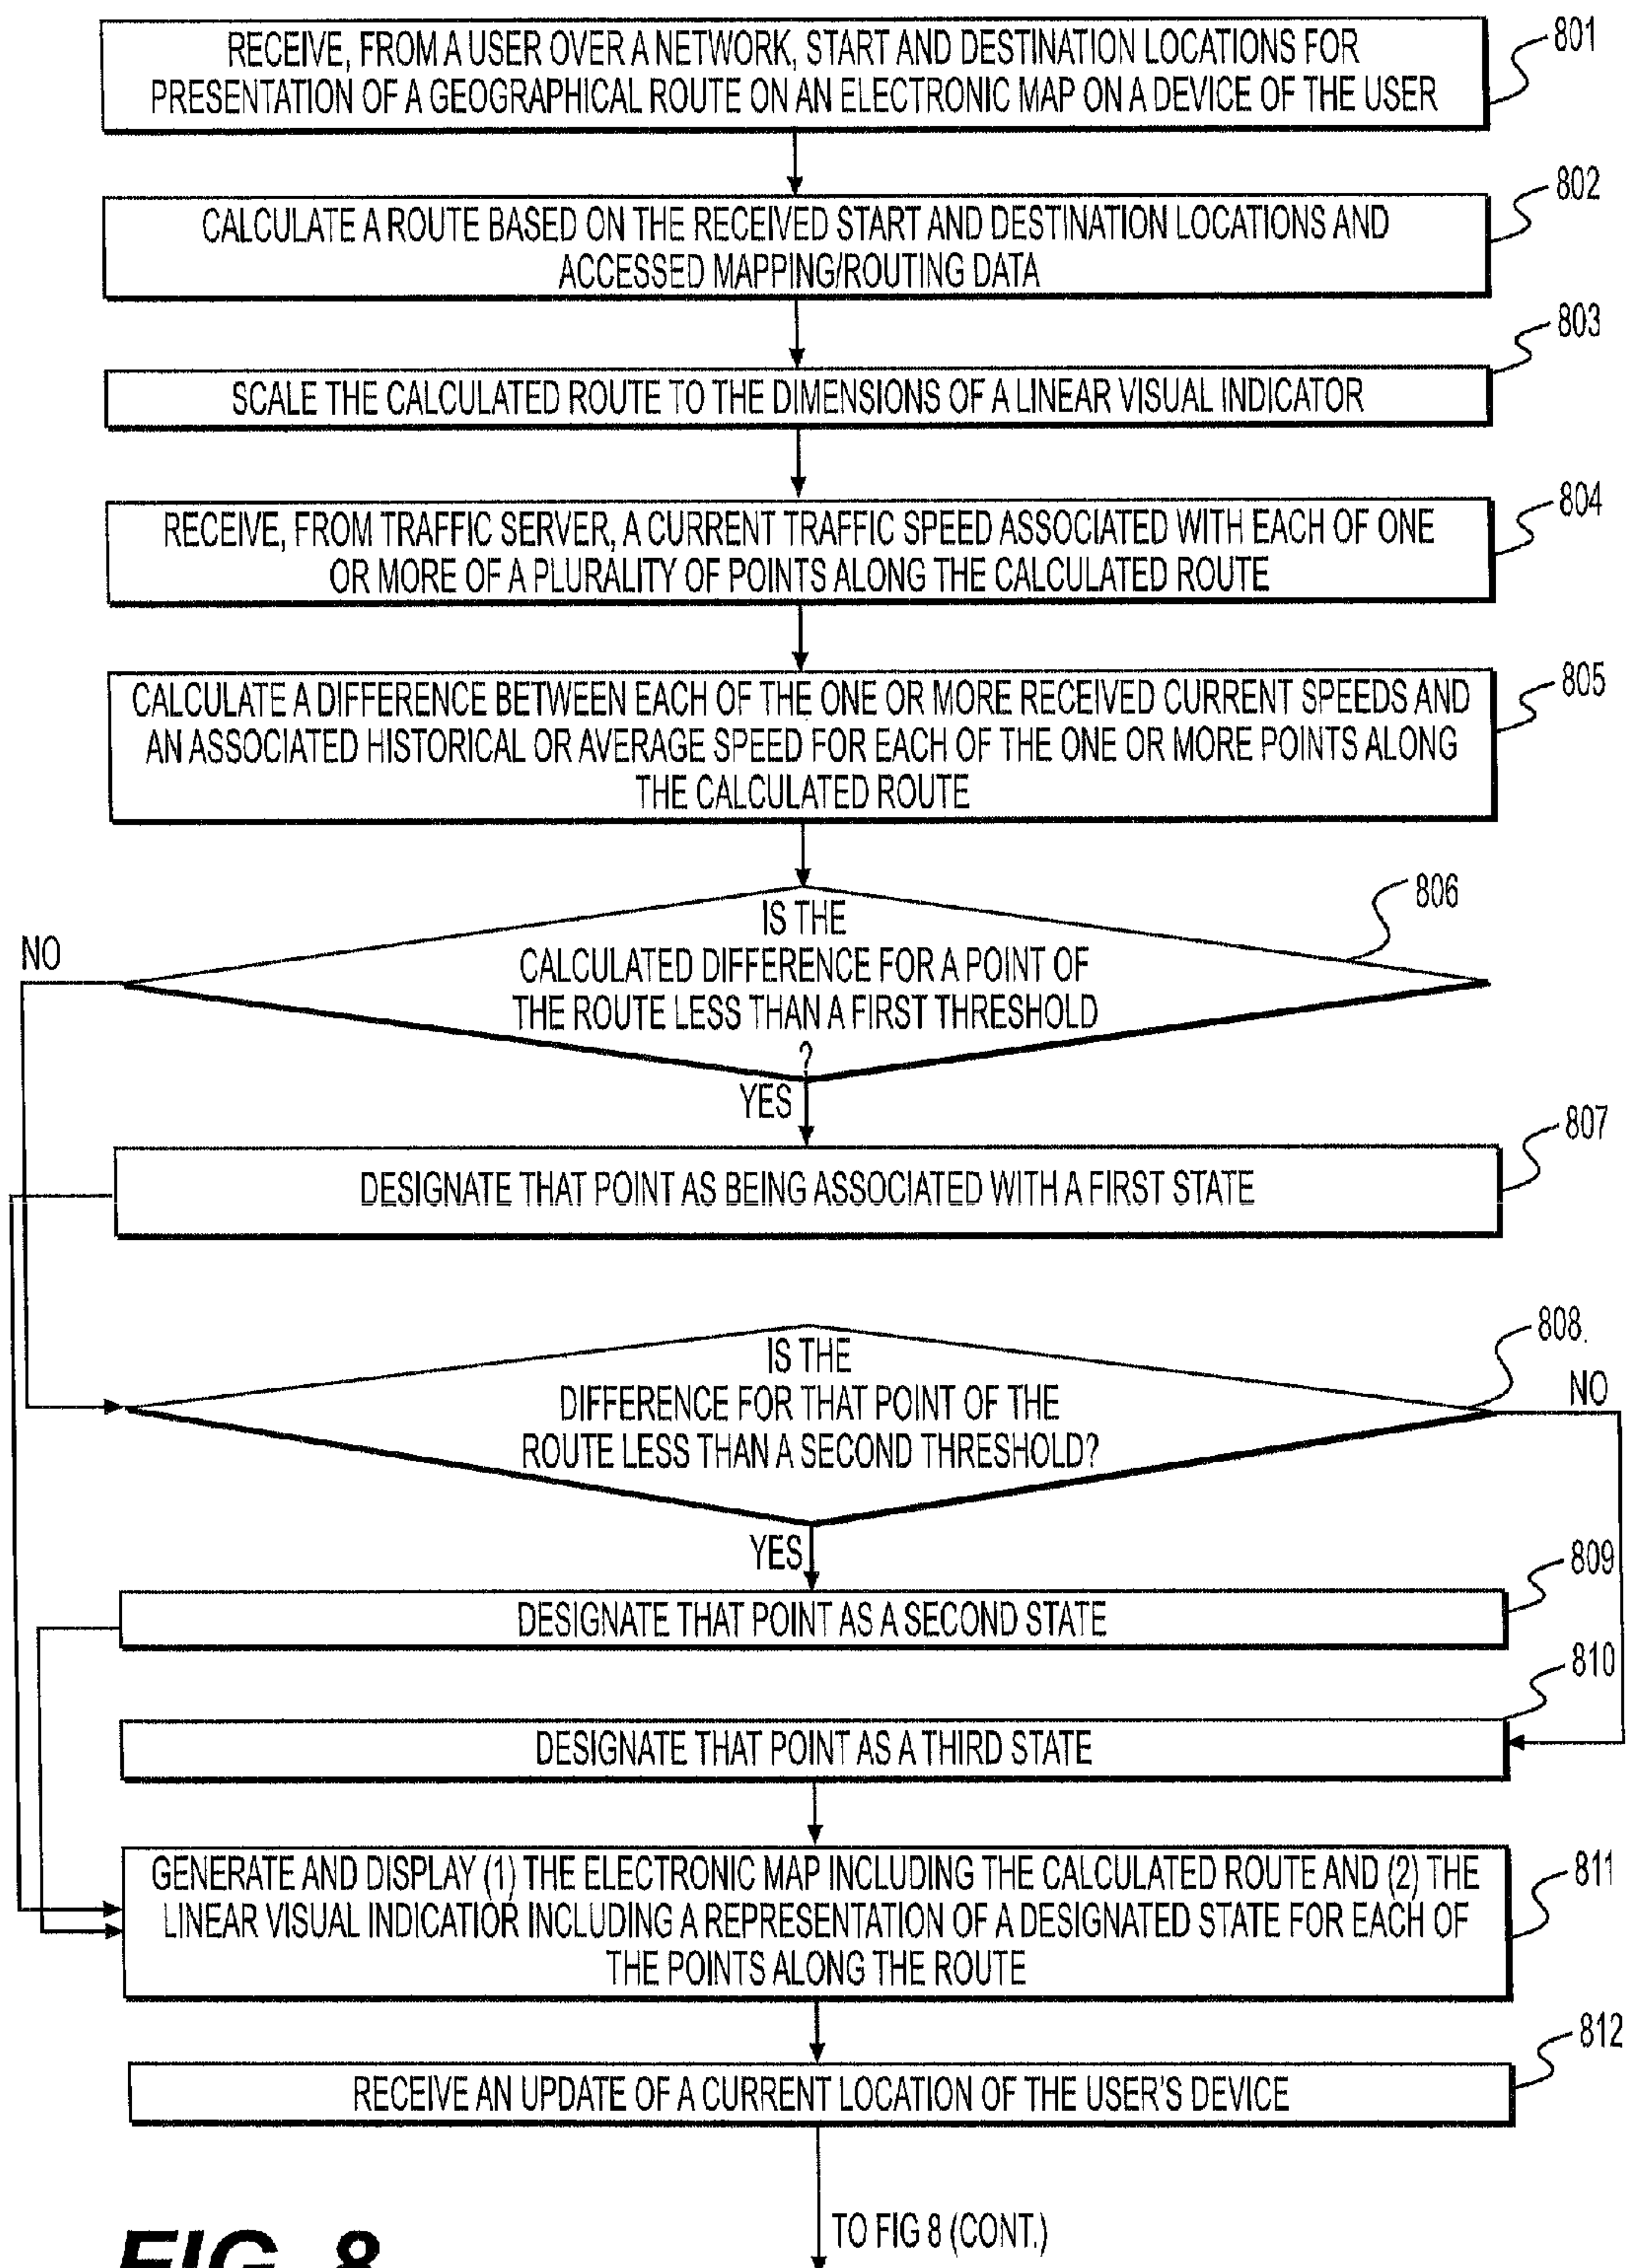 RECEIVE, FROM A USER OVER A NETWORK, START AND DESTINATION LOCATIONS FOR
PRESENTATION OF A GEOGRAPHICAL ROUTE ON AN ELECTRONIC MAP ON A DEVICE OF THE USER
801
CALCULATE A ROUTE BASED ON THE RECEIVED START AND DESTINATION LOCATIONS AND
ACCESSED MAPPING/ROUTING DATA
802
SCALE THE CALCULATED ROUTE TO THE DIMENSIONS OF A LINEAR VISUAL INDICATOR
803
RECEIVE, FROM TRAFFIC SERVER, A CURRENT TRAFFIC SPEED ASSOCIATED WITH EACH OF ONE
OR MORE OF A PLURALITY OF POINTS ALONG THE CALCULATED ROUTE
804
CALCULATE A DIFFERENCE BETWEEN EACH OF THE ONE OR MORE RECEIVED CURRENT SPEEDS AND
AN ASSOCIATED HISTORICAL OR AVERAGE SPEED FOR EACH OF THE ONE OR MORE POINTS ALONG
THE CALCULATED ROUTE
805
IS THE
CALCULATED DIFFERENCE FOR A POINT OF
THE ROUTE LESS THAN A FIRST THRESHOLD
?
806
NO
YES
DESIGNATE THAT POINT AS BEING ASSOCIATED WITH A FIRST STATE
807
IS THE
DIFFERENCE FOR THAT POINT OF THE
ROUTE LESS THAN A SECOND THRESHOLD?
808
NO
YES
DESIGNATE THAT POINT AS A SECOND STATE
809
DESIGNATE THAT POINT AS A THIRD STATE
810
GENERATE AND DISPLAY (1) THE ELECTRONIC MAP INCLUDING THE CALCULATED ROUTE AND (2) THE
LINEAR VISUAL INDICATIOR INCLUDING A REPRESENTATION OF A DESIGNATED STATE FOR EACH OF
THE POINTS ALONG THE ROUTE
811
RECEIVE AN UPDATE OF A CURRENT LOCATION OF THE USER'S DEVICE
812
TO FIG 8 (CONT.)
FIG. 8